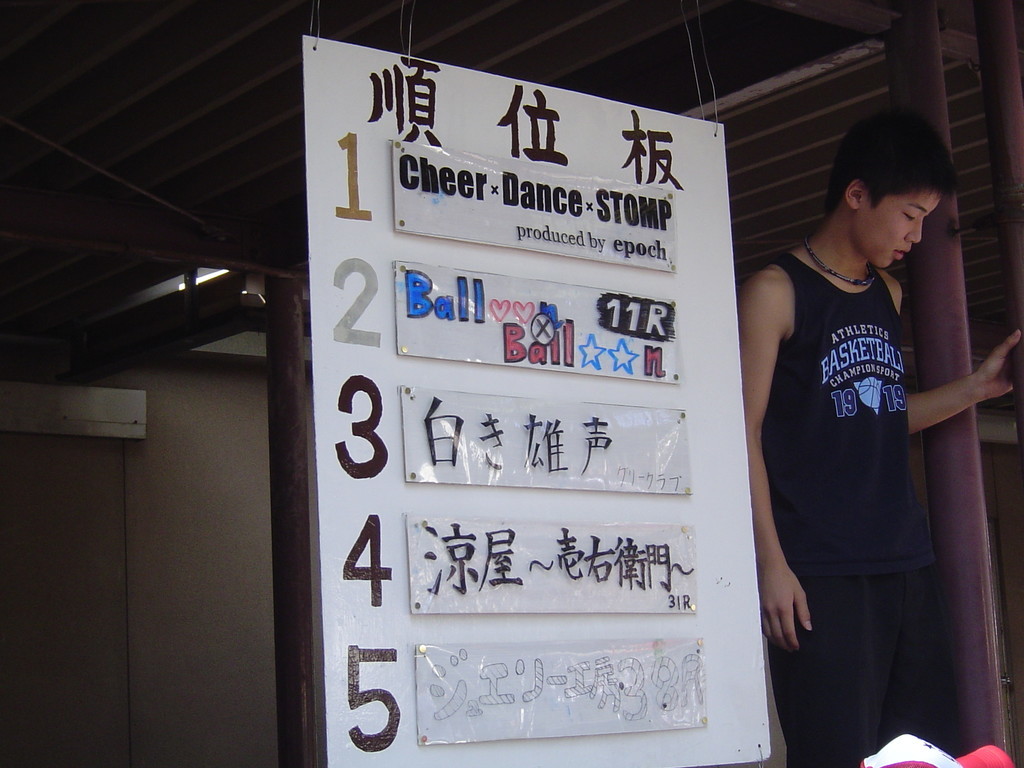 順位板
1
Cheer×Dance×STOMP
produced by epoch
2
Ball♡♡n 11R
×
Ball☆☆n
3
白き雄声
グリークラブ
4
涼屋～壱右衛門～
31R
5
ジュエリー工房39R
ATHLETICS
BASKETBALL
CHAMPIONSPORT
19 19